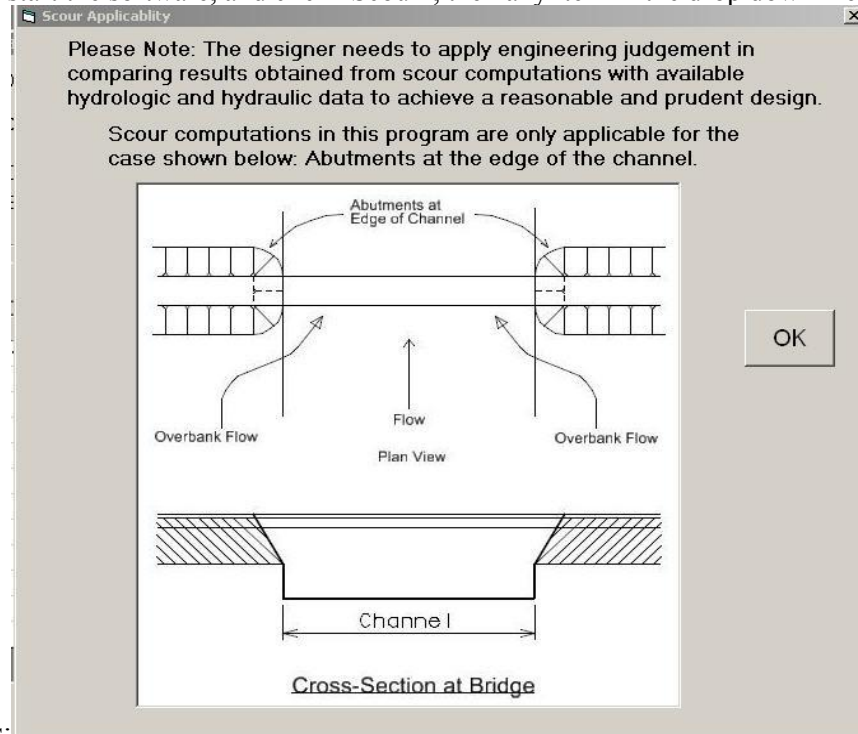 Scour Applicablity
Please Note: The designer needs to apply engineering judgement in
comparing results obtained from scour computations with available
hydrologic and hydraulic data to achieve a reasonable and prudent design.
Scour computations in this program are only applicable for the
case shown below: Abutments at the edge of the channel.
Abutments at
Edge of Channel
OK
Overbank Flow
Flow
Overbank Flow
Plan View
Channel
Cross-Section at Bridge